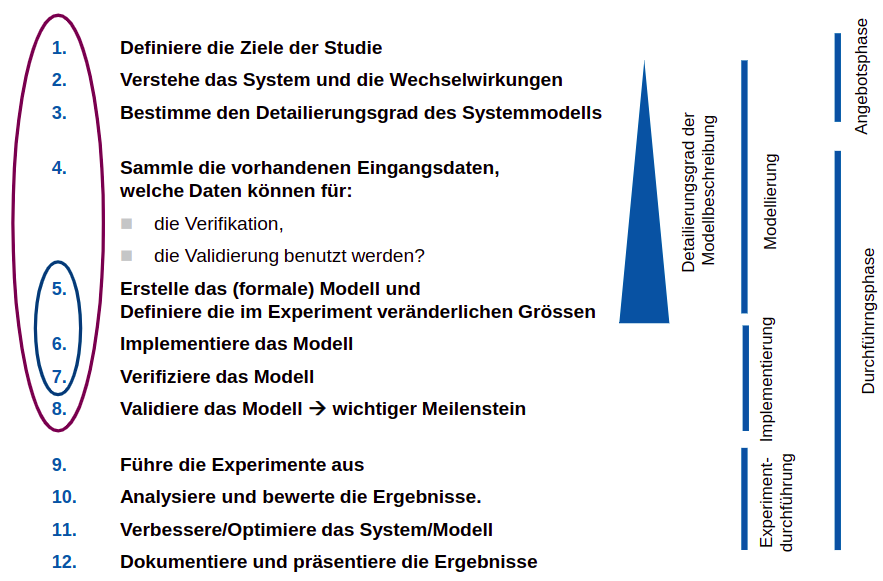 1. Definiere die Ziele der Studie
2. Verstehe das System und die Wechselwirkungen
3. Bestimme den Detailierungsgrad des Systemmodells
4. Sammle die vorhandenen Eingangsdaten,
welche Daten können für:
die Verifikation,
die Validierung benutzt werden?
5. Erstelle das (formale) Modell und
Definiere die im Experiment veränderlichen Grössen
6. Implementiere das Modell
7. Verifiziere das Modell
8. Validiere das Modell → wichtiger Meilenstein
9. Führe die Experimente aus
10. Analysiere und bewerte die Ergebnisse.
11. Verbessere/Optimiere das System/Modell
12. Dokumentiere und präsentiere die Ergebnisse
Detailierungsgrad der
Modellbeschreibung
Modellierung
Implementierung
Experiment-
durchführung
Angebotsphase
Durchführngsphase